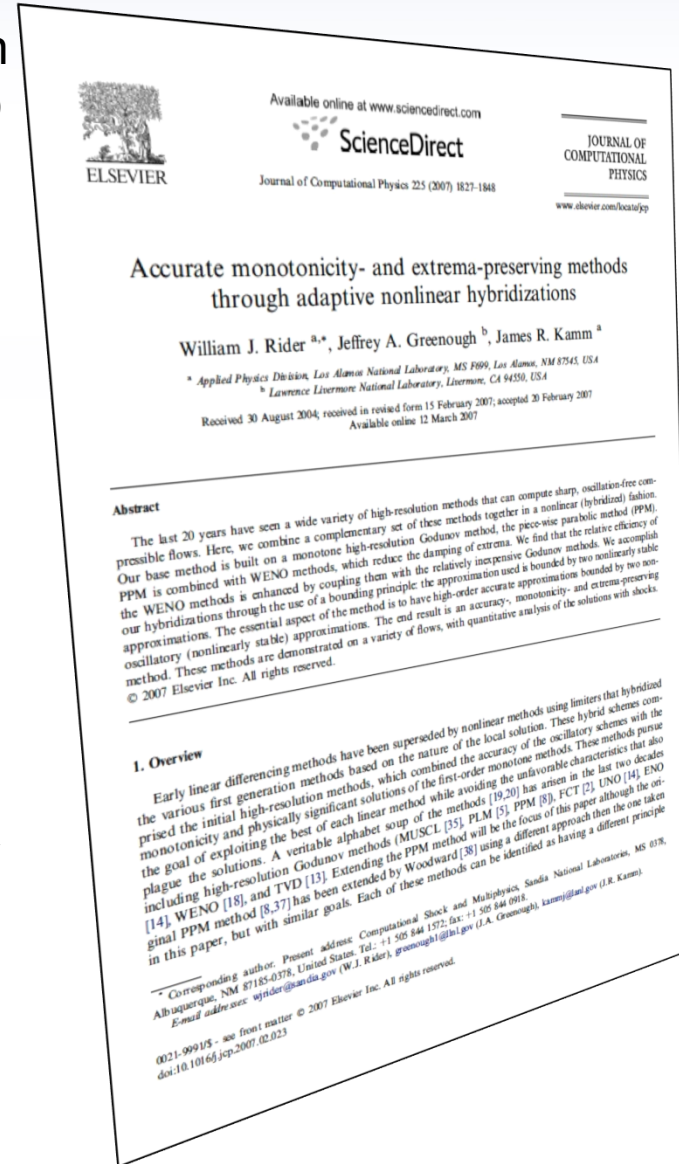 ELSEVIER
Available online at www.sciencedirect.com
ScienceDirect
Journal of Computational Physics 225 (2007) 1827–1848
JOURNAL OF
COMPUTATIONAL
PHYSICS
www.elsevier.com/locate/jcp
Accurate monotonicity- and extrema-preserving methods
through adaptive nonlinear hybridizations
William J. Rider a,*, Jeffrey A. Greenough b, James R. Kamm a
a Applied Physics Division, Los Alamos National Laboratory, MS F699, Los Alamos, NM 87545, USA
b Lawrence Livermore National Laboratory, Livermore, CA 94550, USA
Received 30 August 2004; received in revised form 15 February 2007; accepted 20 February 2007
Available online 12 March 2007
Abstract
The last 20 years have seen a wide variety of high-resolution methods that can compute sharp, oscillation-free com-
pressible flows. Here, we combine a complementary set of these methods together in a nonlinear (hybridized) fashion.
Our base method is built on a monotone high-resolution Godunov method, the piece-wise parabolic method (PPM).
PPM is combined with WENO methods, which reduce the damping of extrema. We find that the relative efficiency of
the WENO methods is enhanced by coupling them with the relatively inexpensive Godunov methods. We accomplish
our hybridizations through the use of a bounding principle: the approximation used is bounded by two nonlinearly stable
approximations. The essential aspect of the method is to have high-order accurate approximations bounded by two non-
oscillatory (nonlinearly stable) approximations. The end result is an accuracy-, monotonicity- and extrema-preserving
method. These methods are demonstrated on a variety of flows, with quantitative analysis of the solutions with shocks.
© 2007 Elsevier Inc. All rights reserved.
1. Overview
Early linear differencing methods have been superseded by nonlinear methods using limiters that hybridized
the various first generation methods based on the nature of the local solution. These hybrid schemes com-
prised the initial high-resolution methods, which combined the accuracy of the oscillatory schemes with the
monotonicity and physically significant solutions of the first-order monotone methods. These methods pursue
the goal of exploiting the best of each linear method while avoiding the unfavorable characteristics that also
plague the solutions. A veritable alphabet soup of the methods [19,20] has arisen in the last two decades
including high-resolution Godunov methods (MUSCL [35], PLM [5], PPM [8]), FCT [2], UNO [14], ENO
[14], WENO [18], and TVD [13]. Extending the PPM method will be the focus of this paper although the ori-
ginal PPM method [8,37] has been extended by Woodward [38] using a different approach then the one taken
in this paper, but with similar goals. Each of these methods can be identified as having a different principle
* Corresponding author. Present address: Computational Shock and Multiphysics, Sandia National Laboratories, MS 0378,
Albuquerque, NM 87185-0378, United States. Tel.: +1 505 844 1572; fax: +1 505 844 0918.
E-mail addresses: wjrider@sandia.gov (W.J. Rider), greenough1@llnl.gov (J.A. Greenough), kammj@lanl.gov (J.R. Kamm).
0021-9991/$ - see front matter © 2007 Elsevier Inc. All rights reserved.
doi:10.1016/j.jcp.2007.02.023